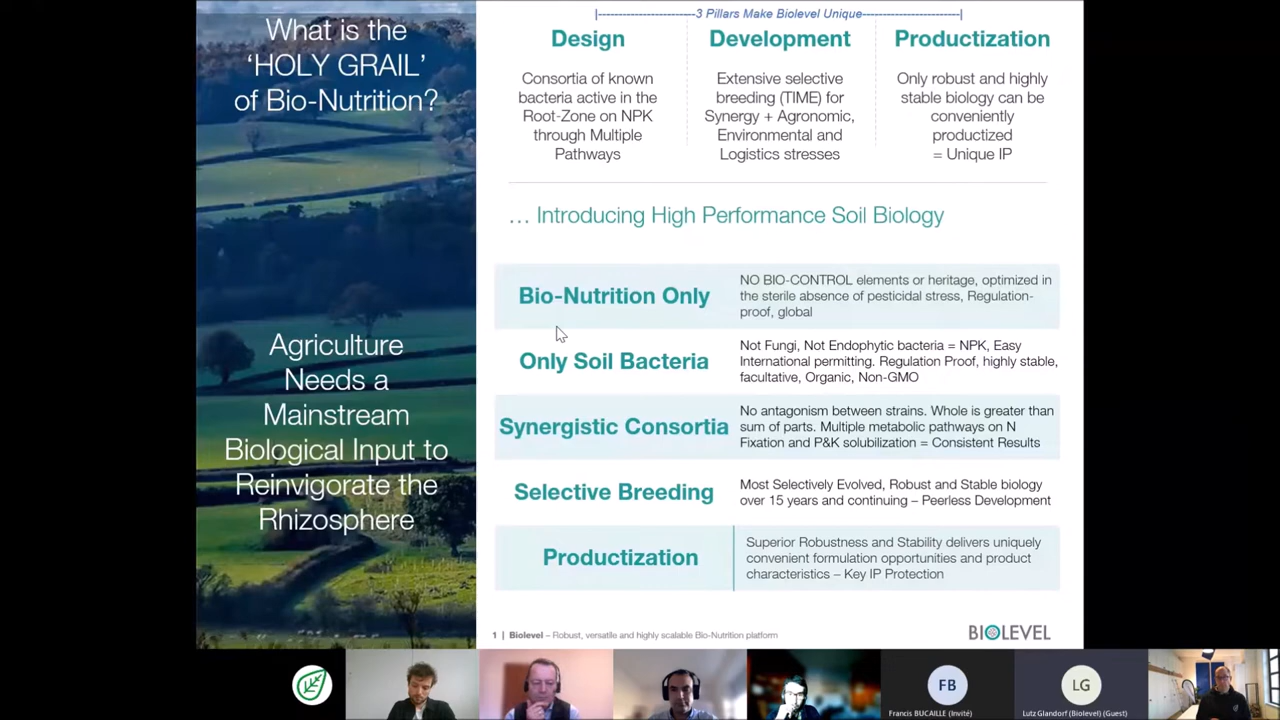 What is the
‘HOLY GRAIL’
of Bio-Nutrition?
Agriculture
Needs a
Mainstream
Biological Input to
Reinvigorate the
Rhizosphere
|------------------------3 Pillars Make Biolevel Unique------------------------|
Design
Consortia of known
bacteria active in the
Root-Zone on NPK
through Multiple
Pathways
Development
Extensive selective
breeding (TIME) for
Synergy + Agronomic,
Environmental and
Logistics stresses
Productization
Only robust and highly
stable biology can be
conveniently
productized
= Unique IP
… Introducing High Performance Soil Biology
Bio-Nutrition Only
NO BIO-CONTROL elements or heritage, optimized in
the sterile absence of pesticidal stress, Regulation-
proof, global
Only Soil Bacteria
Not Fungi, Not Endophytic bacteria = NPK, Easy
International permitting. Regulation Proof, highly stable,
facultative, Organic, Non-GMO
Synergistic Consortia
No antagonism between strains. Whole is greater than
sum of parts. Multiple metabolic pathways on N
Fixation and P&K solubilization = Consistent Results
Selective Breeding
Most Selectively Evolved, Robust and Stable biology
over 15 years and continuing – Peerless Development
Productization
Superior Robustness and Stability delivers uniquely
convenient formulation opportunities and product
characteristics – Key IP Protection
1 | Biolevel – Robust, versatile and highly scalable Bio-Nutrition platform
BIOLEVEL
FB
Francis BUCAILLE (Invité)
LG
Lutz Glandorf (Biolevel) (Guest)